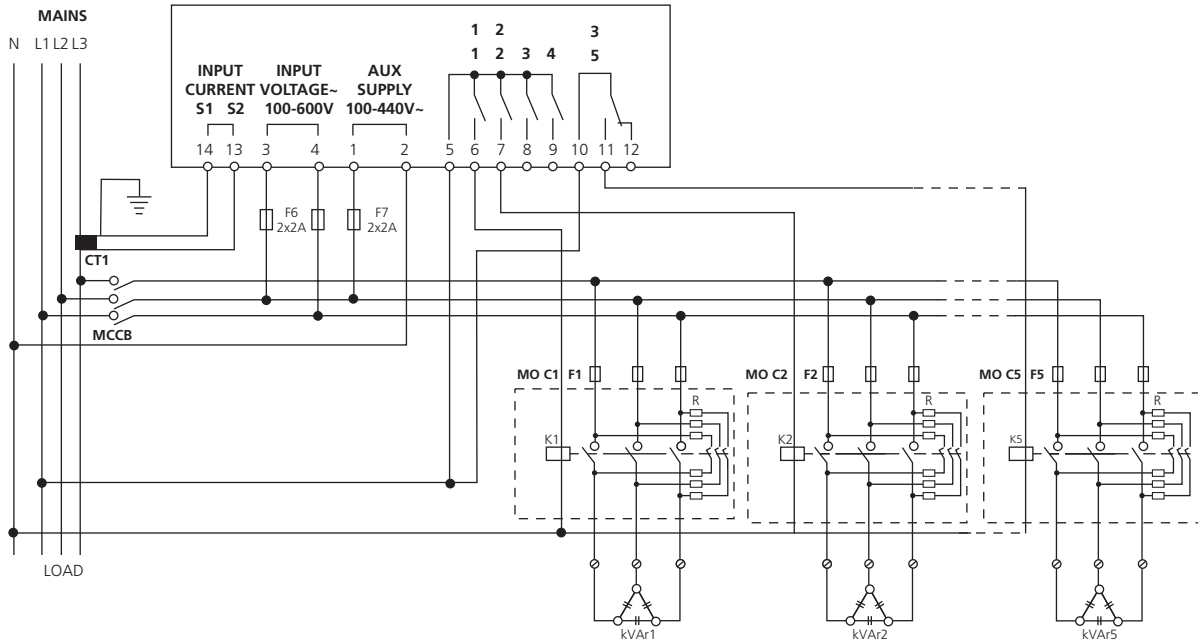 MAINS
N L1 L2 L3
1 2 3
1 2 3 4 5
INPUT CURRENT
S1 S2
INPUT VOLTAGE~
100-600V
AUX SUPPLY
100-440V~
14 13 3 4 1 2 5 6 7 8 9 10 11 12
F6
2x2A
F7
2x2A
CT1
MCCB
MO C1 F1
MO C2 F2
MO C5 F5
R
R
R
K1
K2
K5
LOAD
kVAr1
kVAr2
kVAr5